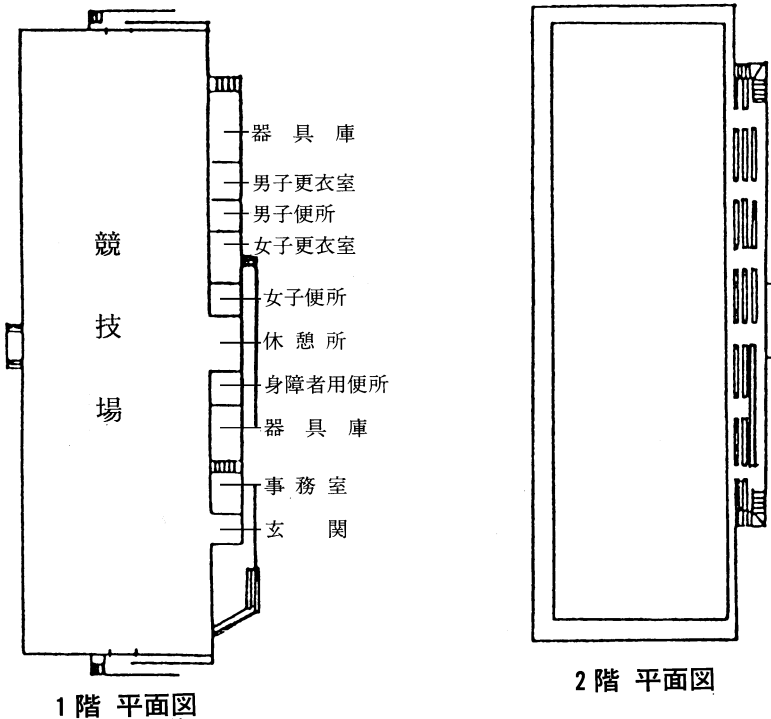 競技場
器具庫
男子更衣室
男子便所
女子更衣室
女子便所
休憩所
身障者用便所
器具庫
事務室
玄関
1階 平面図
2階 平面図